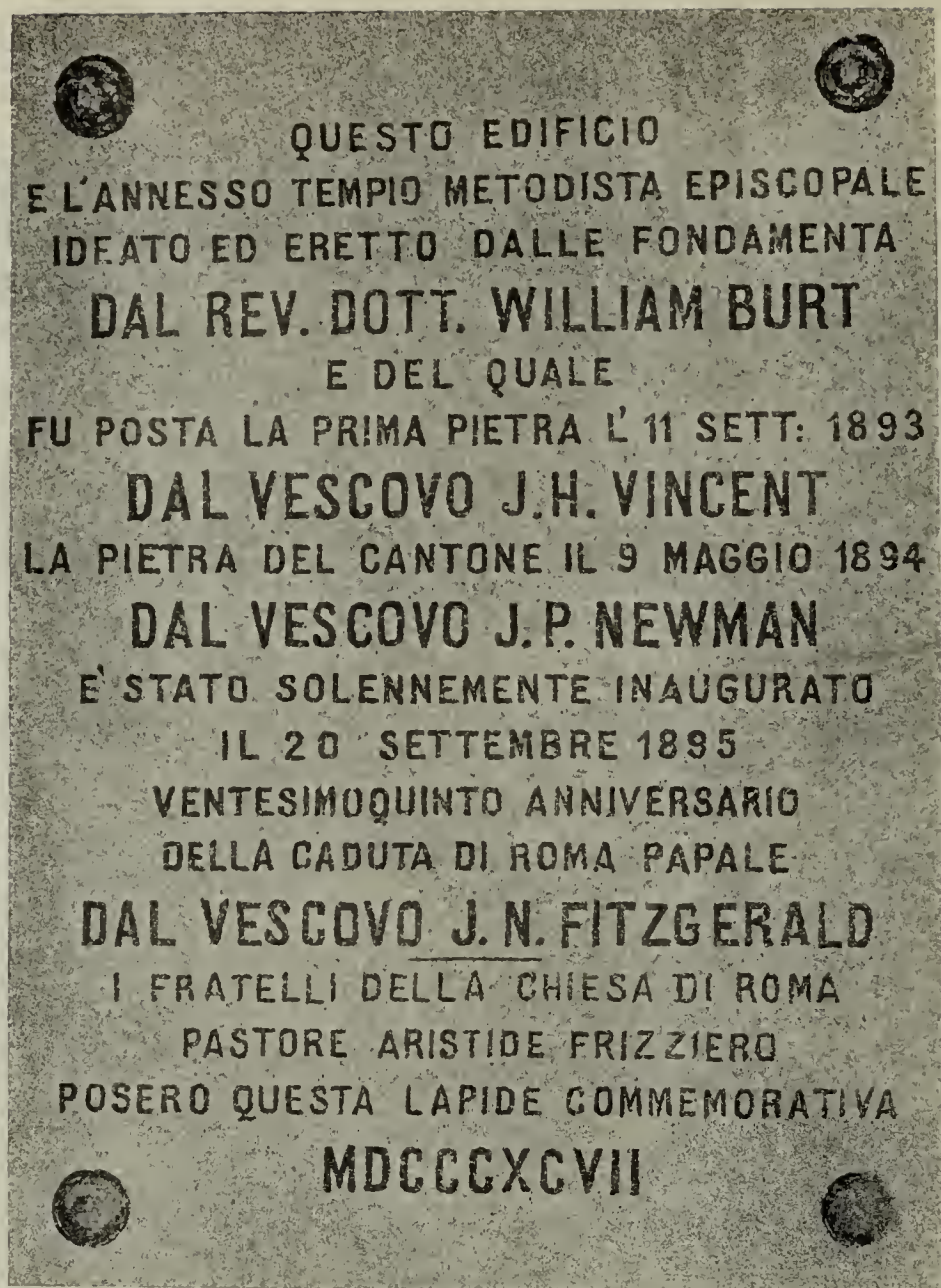 QUESTO EDIFICIO
E L'ANNESSO TEMPIO METODISTA EPISCOPALE
IDEATO ED ERETTO DALLE FONDAMENTA
DAL REV. DOTT. WILLIAM BURT
E DEL QUALE
FU POSTA LA PRIMA PIETRA L' 11 SETT: 1893
DAL VESCOVO J.H. VINCENT
LA PIETRA DEL CANTONE IL 9 MAGGIO 1894
DAL VESCOVO J.P. NEWMAN
E' STATO SOLENNEMENTE INAUGURATO
IL 20 SETTEMBRE 1895
VENTESIMOQUINTO ANNIVERSARIO
DELLA CADUTA DI ROMA PAPALE
DAL VESCOVO J. N. FITZGERALD
I FRATELLI DELLA CHIESA DI ROMA
PASTORE ARISTIDE FRIZZIERO
POSERO QUESTA LAPIDE COMMEMORATIVA
MDCCCXCVII